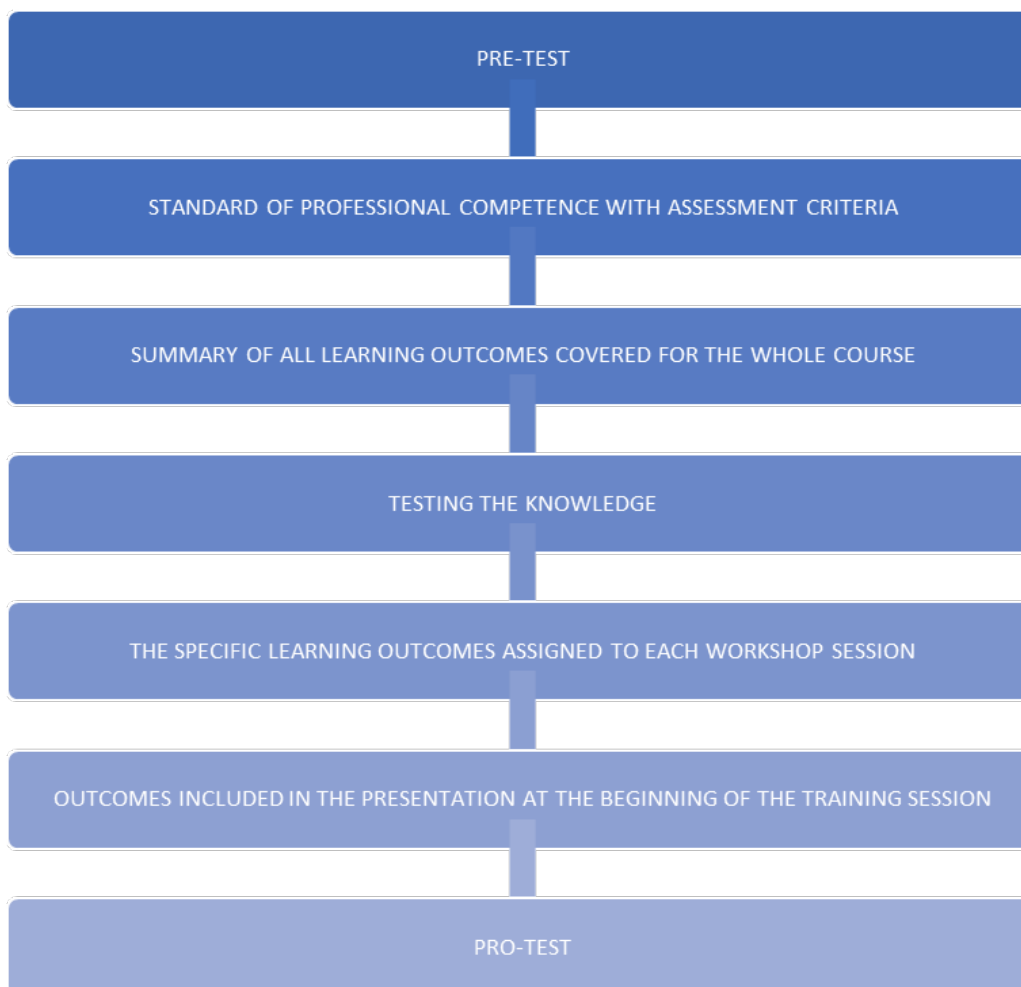 PRE-TEST
STANDARD OF PROFESSIONAL COMPETENCE WITH ASSESSMENT CRITERIA
SUMMARY OF ALL LEARNING OUTCOMES COVERED FOR THE WHOLE COURSE
TESTING THE KNOWLEDGE
THE SPECIFIC LEARNING OUTCOMES ASSIGNED TO EACH WORKSHOP SESSION
OUTCOMES INCLUDED IN THE PRESENTATION AT THE BEGINNING OF THE TRAINING SESSION
PRO-TEST